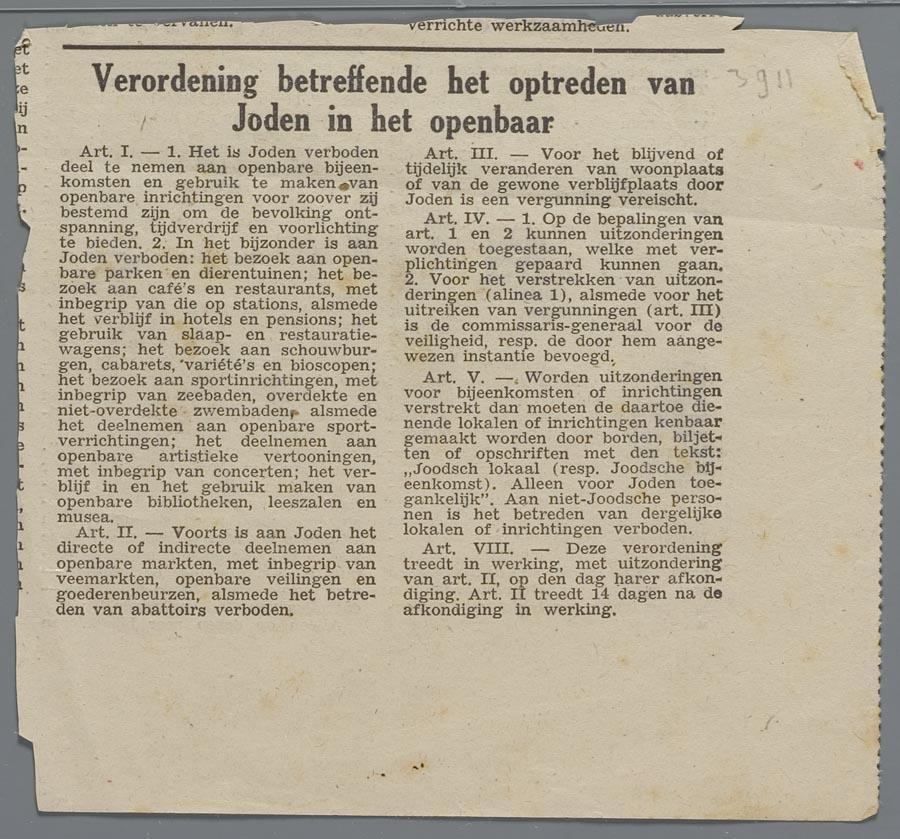 verrichte werkzaamheden.
Verordening betreffende het optreden van
Joden in het openbaar
3911
Art. I. — 1. Het is Joden verboden
deel te nemen aan openbare bijeen-
komsten en gebruik te maken van
openbare inrichtingen voor zoover zij
bestemd zijn om de bevolking ont-
spanning, tijdverdrijf en voorlichting
te bieden. 2. In het bijzonder is aan
Joden verboden: het bezoek aan open-
bare parken en dierentuinen; het be-
zoek aan café's en restaurants, met
inbegrip van die op stations, alsmede
het verblijf in hotels en pensions; het
gebruik van slaap- en restauratie-
wagens; het bezoek aan schouwbur-
gen, cabarets, variété's en bioscopen;
het bezoek aan sportinrichtingen, met
inbegrip van zeebaden, overdekte en
niet-overdekte zwembaden, alsmede
het deelnemen aan openbare sport-
verrichtingen; het deelnemen aan
openbare artistieke vertooningen,
met inbegrip van concerten; het ver-
blijf in en het gebruik maken van
openbare bibliotheken, leeszalen en
musea.
Art. II. — Voorts is aan Joden het
directe of indirecte deelnemen aan
openbare markten, met inbegrip van
veemarkten, openbare veilingen en
goederenbeurzen, alsmede het betre-
den van abattoirs verboden.
Art. III. — Voor het blijvend of
tijdelijk veranderen van woonplaats
of van de gewone verblijfplaats door
Joden is een vergunning vereischt.
Art. IV. — 1. Op de bepalingen van
art. 1 en 2 kunnen uitzonderingen
worden toegestaan, welke met ver-
plichtingen gepaard kunnen gaan.
2. Voor het verstrekken van uitzon-
deringen (alinea 1), alsmede voor het
uitreiken van vergunningen (art. III)
is de commissaris-generaal voor de
veiligheid, resp. de door hem aange-
wezen instantie bevoegd.
Art. V. — Worden uitzonderingen
voor bijeenkomsten of inrichtingen
verstrekt dan moeten de daartoe die-
nende lokalen of inrichtingen kenbaar
gemaakt worden door borden, biljet-
ten of opschriften met den tekst:
„Joodsch lokaal (resp. Joodsche bij-
eenkomst). Alleen voor Joden toe-
gankelijk”. Aan niet-Joodsche perso-
nen is het betreden van dergelijke
lokalen of inrichtingen verboden.
Art. VIII. — Deze verordening
treedt in werking, met uitzondering
van art. II, op den dag harer afkon-
diging. Art. II treedt 14 dagen na de
afkondiging in werking.